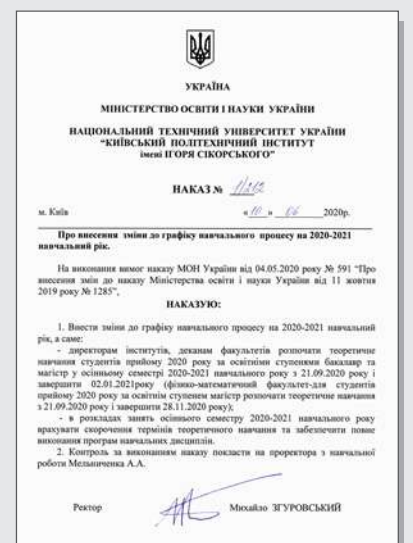 УКРАЇНА
МІНІСТЕРСТВО ОСВІТИ І НАУКИ УКРАЇНИ
НАЦІОНАЛЬНИЙ ТЕХНІЧНИЙ УНІВЕРСИТЕТ УКРАЇНИ
“КИЇВСЬКИЙ ПОЛІТЕХНІЧНИЙ ІНСТИТУТ
імені ІГОРЯ СІКОРСЬКОГО”
НАКАЗ № 1/212
м. Київ « 10 » 06 2020р.
Про внесення зміни до графіку навчального процесу на 2020-2021
навчальний рік.
На виконання вимог наказу МОН України від 04.05.2020 року № 591 “Про
внесення змін до наказу Міністерства освіти і науки України від 11 жовтня
2019 року № 1285”,
НАКАЗУЮ:
1. Внести зміни до графіку навчального процесу на 2020-2021 навчальний
рік, а саме:
- директорам інститутів, деканам факультетів розпочати теоретичне
навчання студентів прийому 2020 року за освітніми ступенями бакалавр та
магістр у осінньому семестрі 2020-2021 навчального року з 21.09.2020 року і
завершити 02.01.2021року (фізико-математичний факультет-для студентів
прийому 2020 року за освітнім ступенем магістр розпочати теоретичне навчання
з 21.09.2020 року і завершити 28.11.2020 року);
- в розкладах занять осіннього семестру 2020-2021 навчального року
врахувати скорочення термінів теоретичного навчання та забезпечити повне
виконання програм навчальних дисциплін.
2. Контроль за виконанням наказу покласти на проректора з навчальної
роботи Мельниченка А.А.
Ректор Михайло ЗГУРОВСЬКИЙ